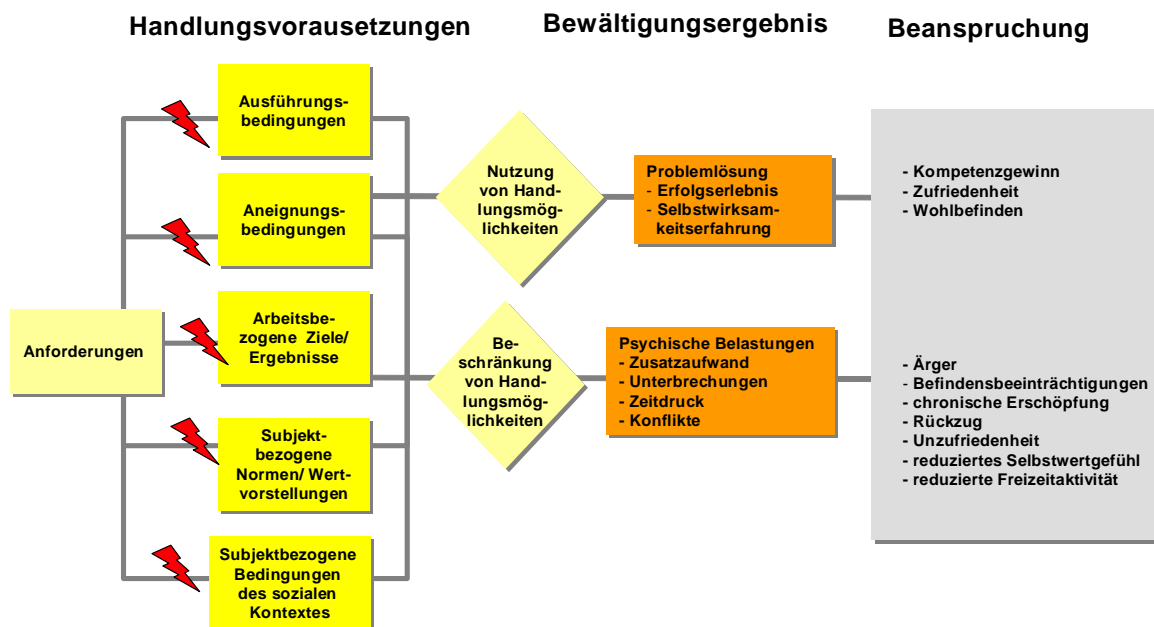 Handlungsvorausetzungen
Bewältigungsergebnis
Beanspruchung
Anforderungen
Ausführungs-
bedingungen
Aneignungs-
bedingungen
Arbeitsbe-
zogene Ziele/
Ergebnisse
Subjekt-
bezogene
Normen/ Wert-
vorstellungen
Subjektbezogene
Bedingungen
des sozialen
Kontextes
Nutzung
von Hand-
lungsmög-
lichkeiten
Be-
schränkung
von Hand-
lungsmög-
lichkeiten
Problemlösung
- Erfolgserlebnis
- Selbstwirksam-
keitserfahrung
Psychische Belastungen
- Zusatzaufwand
- Unterbrechungen
- Zeitdruck
- Konflikte
- Kompetenzgewinn
- Zufriedenheit
- Wohlbefinden
- Ärger
- Befindensbeeinträchtigungen
- chronische Erschöpfung
- Rückzug
- Unzufriedenheit
- reduziertes Selbstwertgefühl
- reduzierte Freizeitaktivität